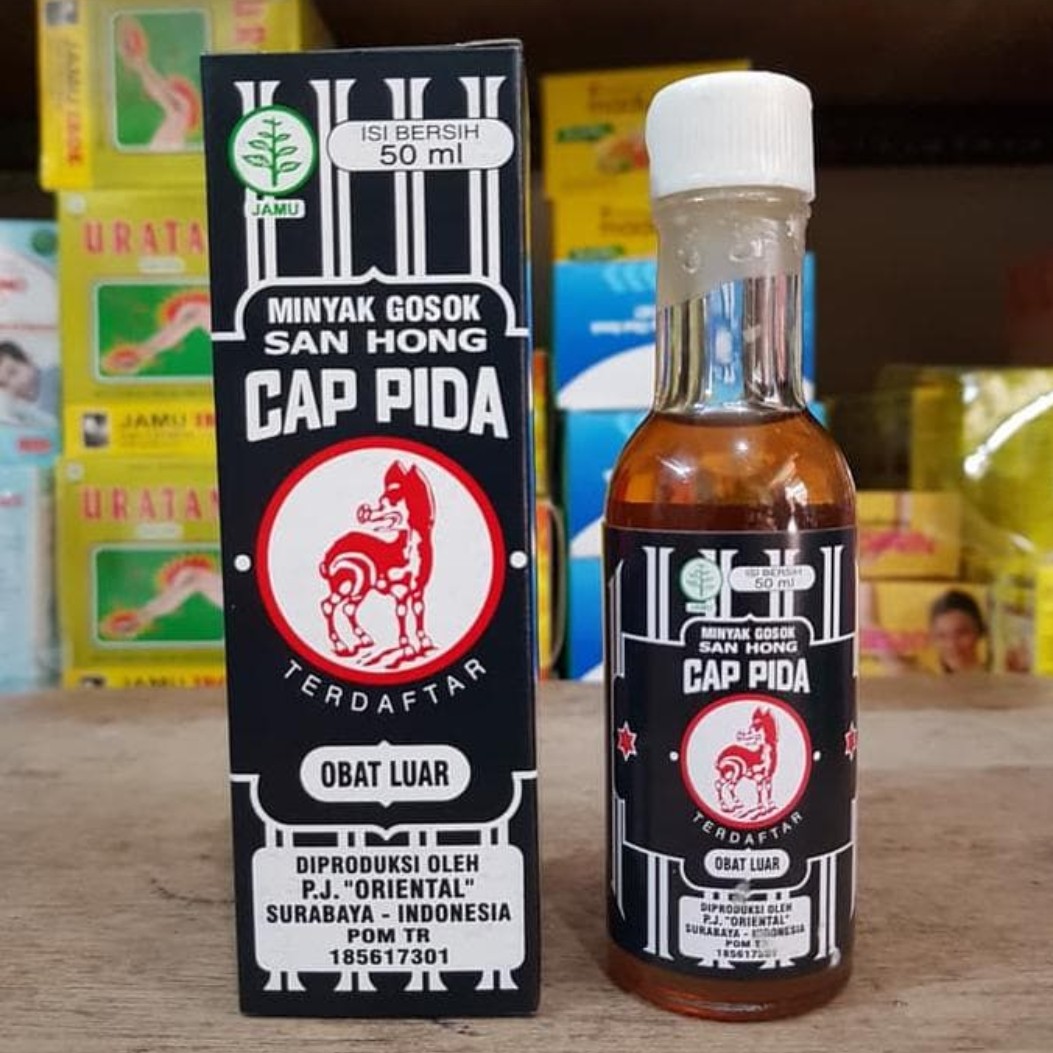 ISI BERSIH
50 ml
JAMU
MINYAK GOSOK
SAN HONG
CAP PIDA
TERDAFTAR
OBAT LUAR
DIPRODUKSI OLEH
P.J. "ORIENTAL"
SURABAYA - INDONESIA
POM TR
185617301
ISI BERSIH
50 ml
JAMU
MINYAK GOSOK
SAN HONG
CAP PIDA
TERDAFTAR
OBAT LUAR
DIPRODUKSI OLEH
P.J. "ORIENTAL"
SURABAYA - INDONESIA
POM
URATA
JAMU
URATA
JAMU